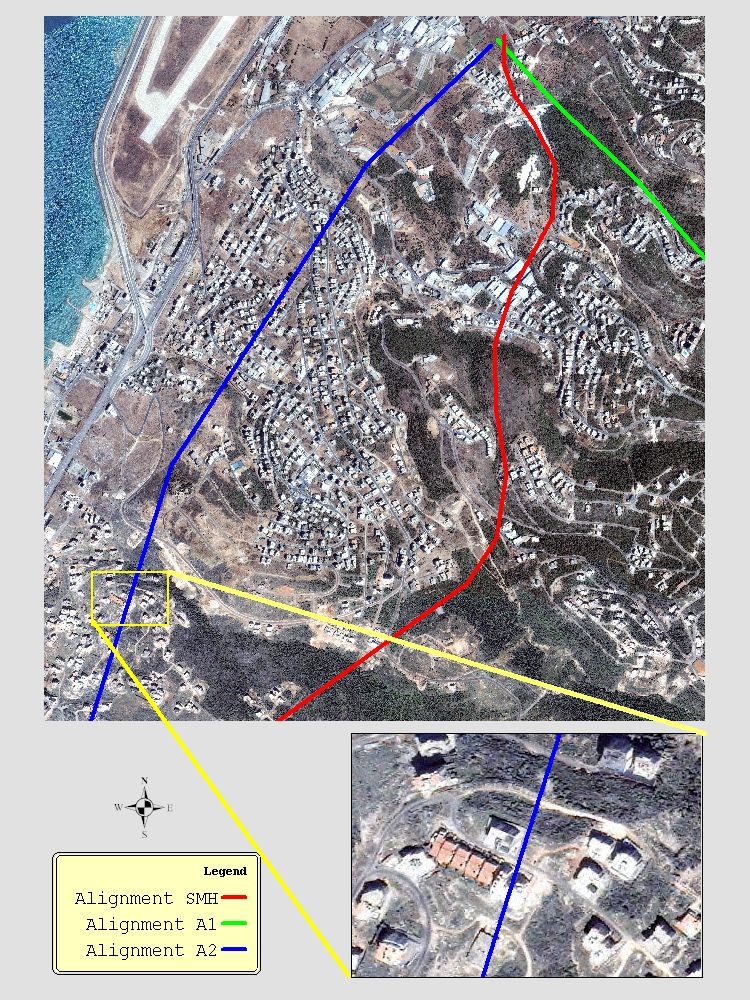 N
W E
S
Legend
Alignment SMH
Alignment A1
Alignment A2